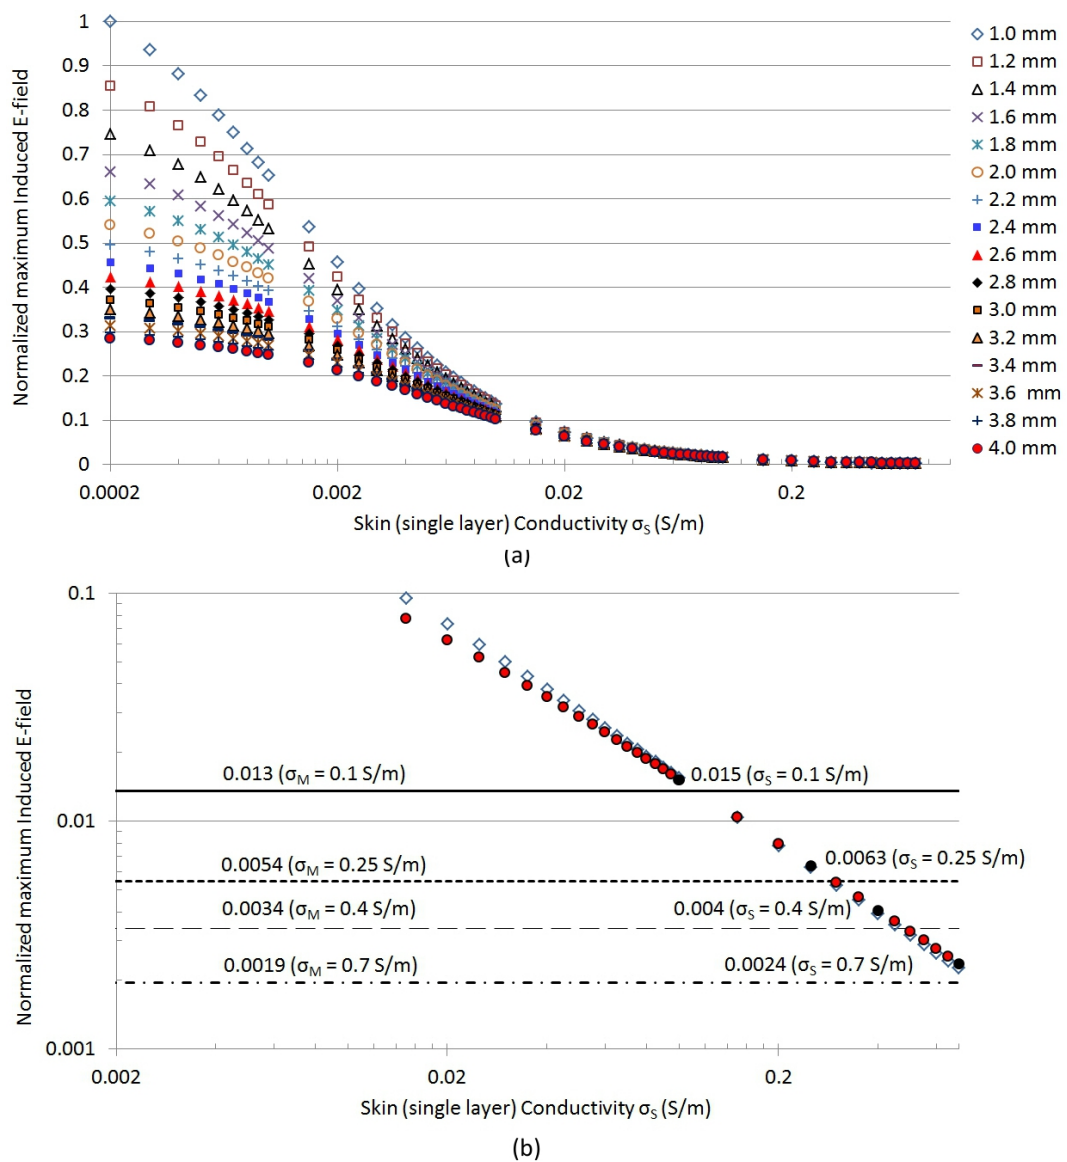 Normalized maximum Induced E-field
1
0.9
0.8
0.7
0.6
0.5
0.4
0.3
0.2
0.1
0
0.0002
0.002
0.02
0.2
Skin (single layer) Conductivity σS (S/m)
1.0 mm
1.2 mm
1.4 mm
1.6 mm
1.8 mm
2.0 mm
2.2 mm
2.4 mm
2.6 mm
2.8 mm
3.0 mm
3.2 mm
3.4 mm
3.6 mm
3.8 mm
4.0 mm
(a)
Normalized maximum Induced E-field
0.1
0.01
0.001
0.013 (σM = 0.1 S/m)
0.015 (σS = 0.1 S/m)
0.0054 (σM = 0.25 S/m)
0.0063 (σS = 0.25 S/m)
0.0034 (σM = 0.4 S/m)
0.004 (σS = 0.4 S/m)
0.0019 (σM = 0.7 S/m)
0.0024 (σS = 0.7 S/m)
0.002
0.02
0.2
Skin (single layer) Conductivity σS (S/m)
(b)